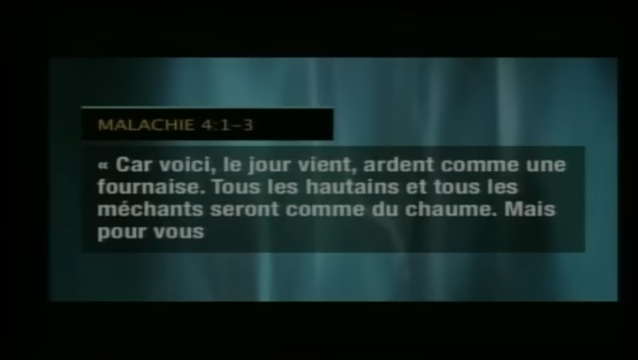 MALACHIE 4:1-3
« Car voici, le jour vient, ardent comme une
fournaise. Tous les hautains et tous les
méchants seront comme du chaume. Mais
pour vous